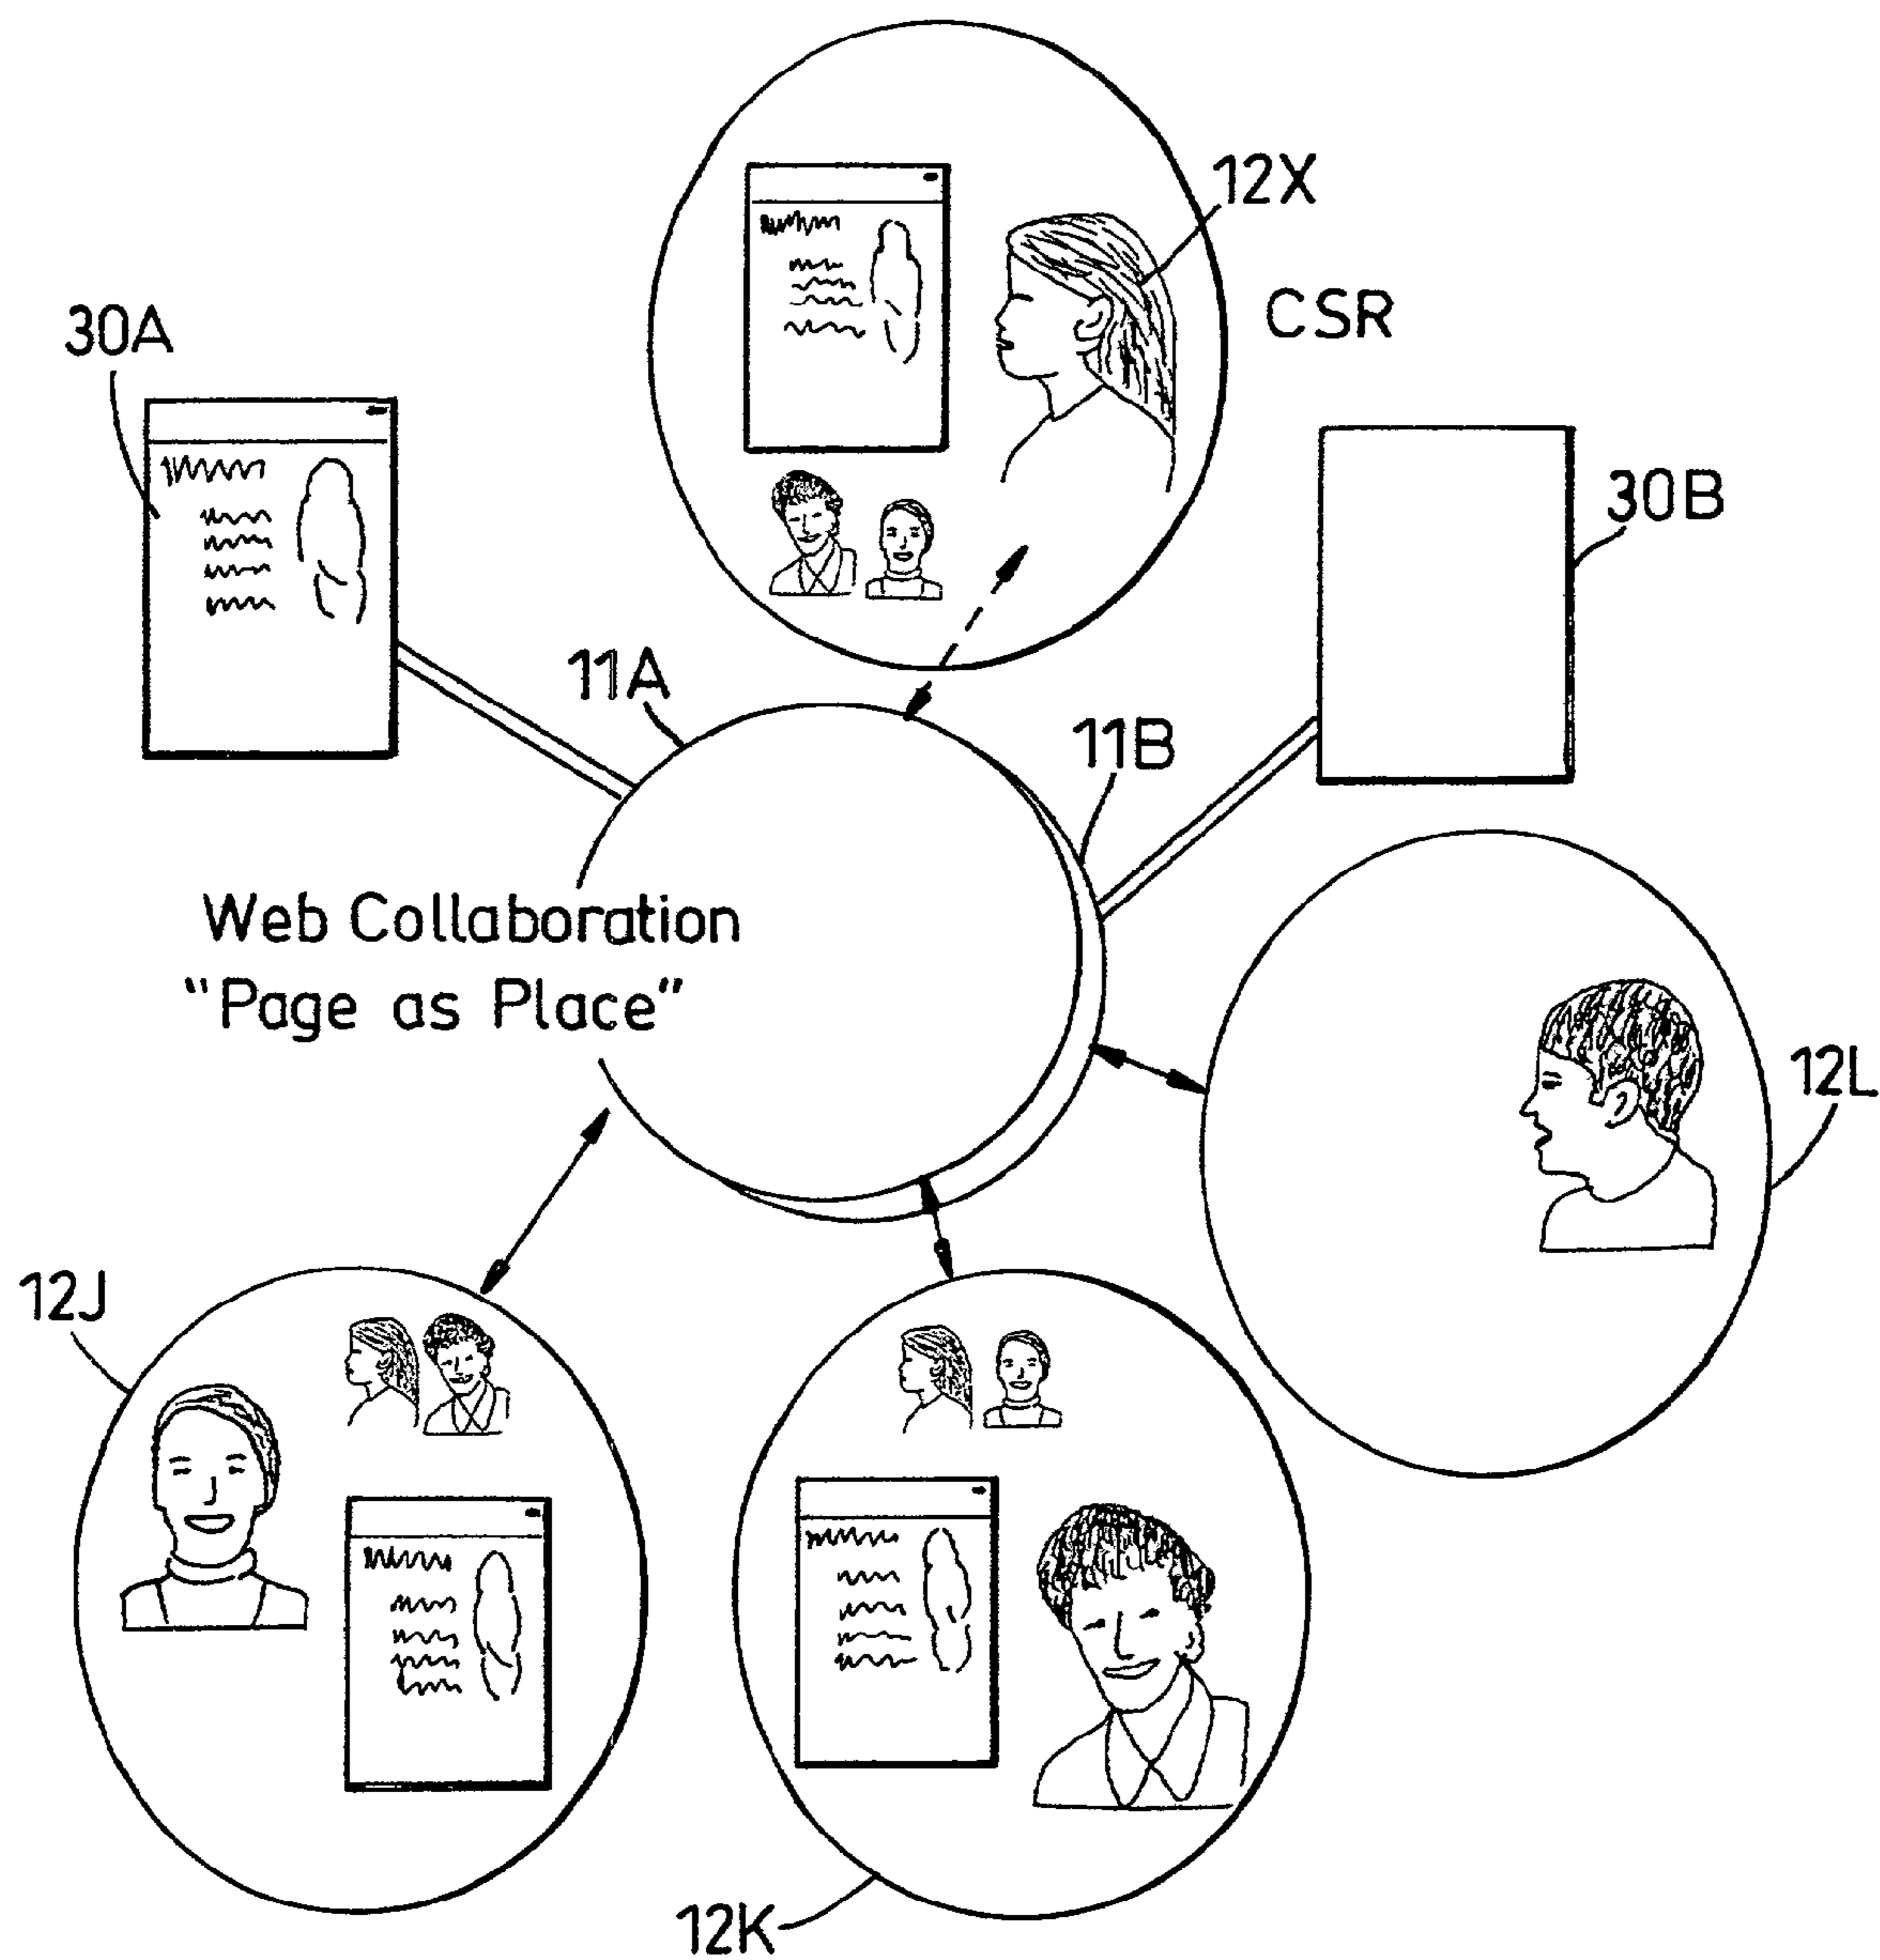 12X
CSR
30A
30B
11A
11B
Web Collaboration
“Page as Place”
12L
12J
12K